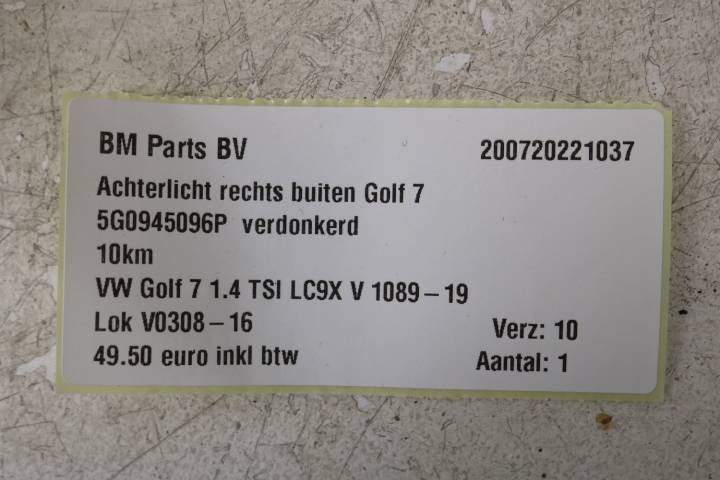 BM Parts BV 200720221037
Achterlicht rechts buiten Golf 7
5G0945096P verdonkerd
10km
VW Golf 7 1.4 TSI LC9X V 1089-19
Lok V0308-16 Verz: 10
49.50 euro inkl btw Aantal: 1